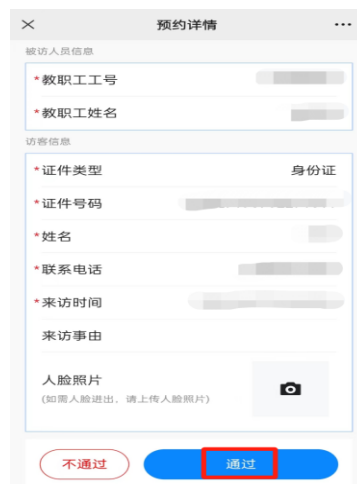 预约详情
被访人员信息
*教职工工号
*教职工姓名
访客信息
*证件类型 身份证
*证件号码
*姓名
*联系电话
*来访时间
来访事由
人脸照片
(如需人脸进出、请上传人脸照片)
不通过 通过